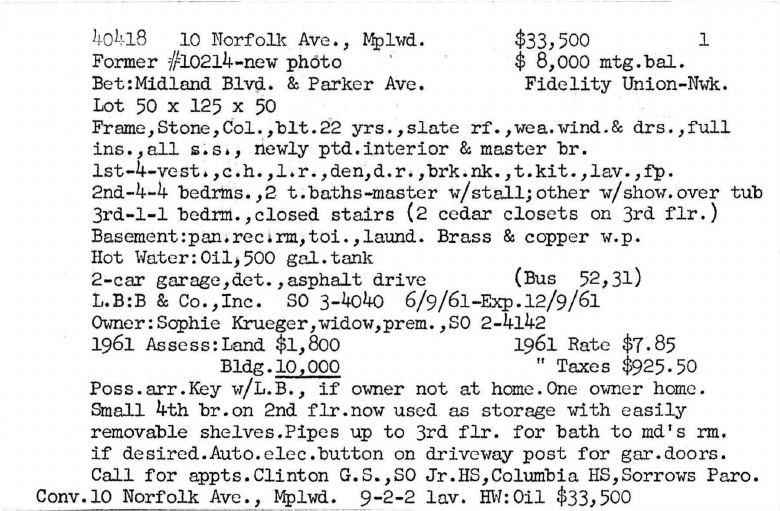 40418 10 Norfolk Ave., Mplwd. $33,500 1
Former #10214-new photo $ 8,000 mtg.bal.
Bet:Midland Blvd. & Parker Ave. Fidelity Union-Nwk.
Lot 50 x 125 x 50
Frame,Stone,Col.,blt.22 yrs.,slate rf.,wea.wind.& drs.,full
ins.,all s.s., newly ptd.interior & master br.
1st-4-vest.,c.h.,l.r.,den,d.r.,brk.nk.,t.kit.,lav.,fp.
2nd-4-4 bedrms.,2 t.baths-master w/stall;other w/show.over tub
3rd-1-1 bedrm.,closed stairs (2 cedar closets on 3rd flr.)
Basement:pan.rec.rm,toi.,laund. Brass & copper w.p.
Hot Water:Oil,500 gal.tank
2-car garage,det.,asphalt drive (Bus 52,31)
L.B:B & Co.,Inc. SO 3-4040 6/9/61-Exp.12/9/61
Owner:Sophie Krueger,widow,prem.,SO 2-4142
1961 Assess:Land $1,800 1961 Rate $7.85
Bldg.10,000 " Taxes $925.50
Poss.arr.Key w/L.B., if owner not at home.One owner home.
Small 4th br.on 2nd flr.now used as storage with easily
removable shelves.Pipes up to 3rd flr. for bath to md's rm.
if desired.Auto.elec.button on driveway post for gar.doors.
Call for appts.Clinton G.S.,SO Jr.HS,Columbia HS,Sorrows Paro.
Conv.10 Norfolk Ave., Mplwd. 9-2-2 lav. HW:Oil $33,500